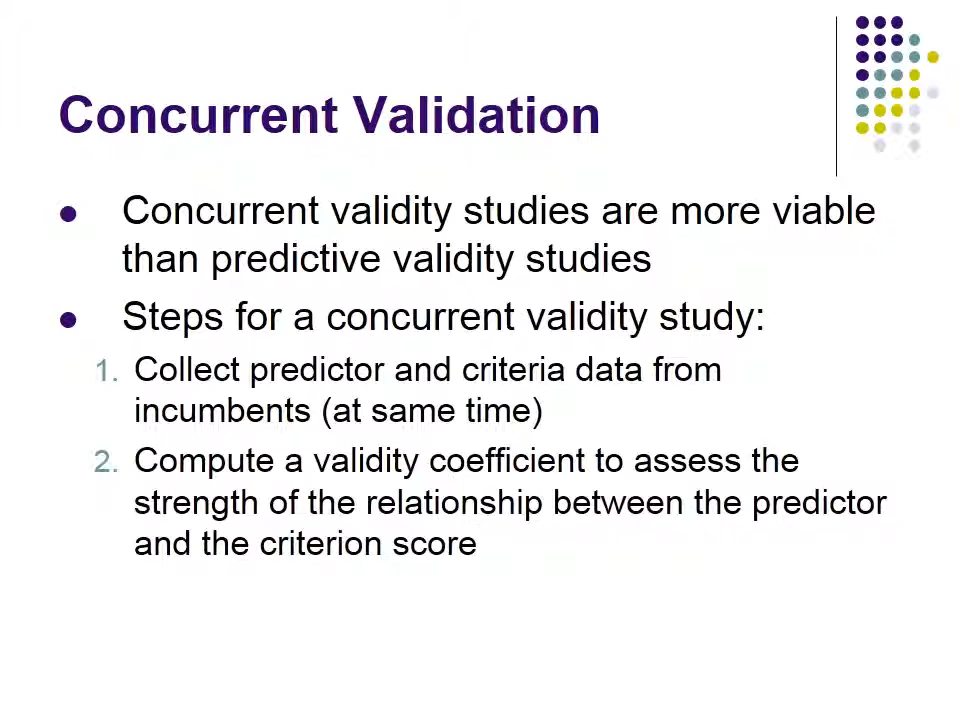 Concurrent Validation
● Concurrent validity studies are more viable
than predictive validity studies
● Steps for a concurrent validity study:
1. Collect predictor and criteria data from
incumbents (at same time)
2. Compute a validity coefficient to assess the
strength of the relationship between the predictor
and the criterion score